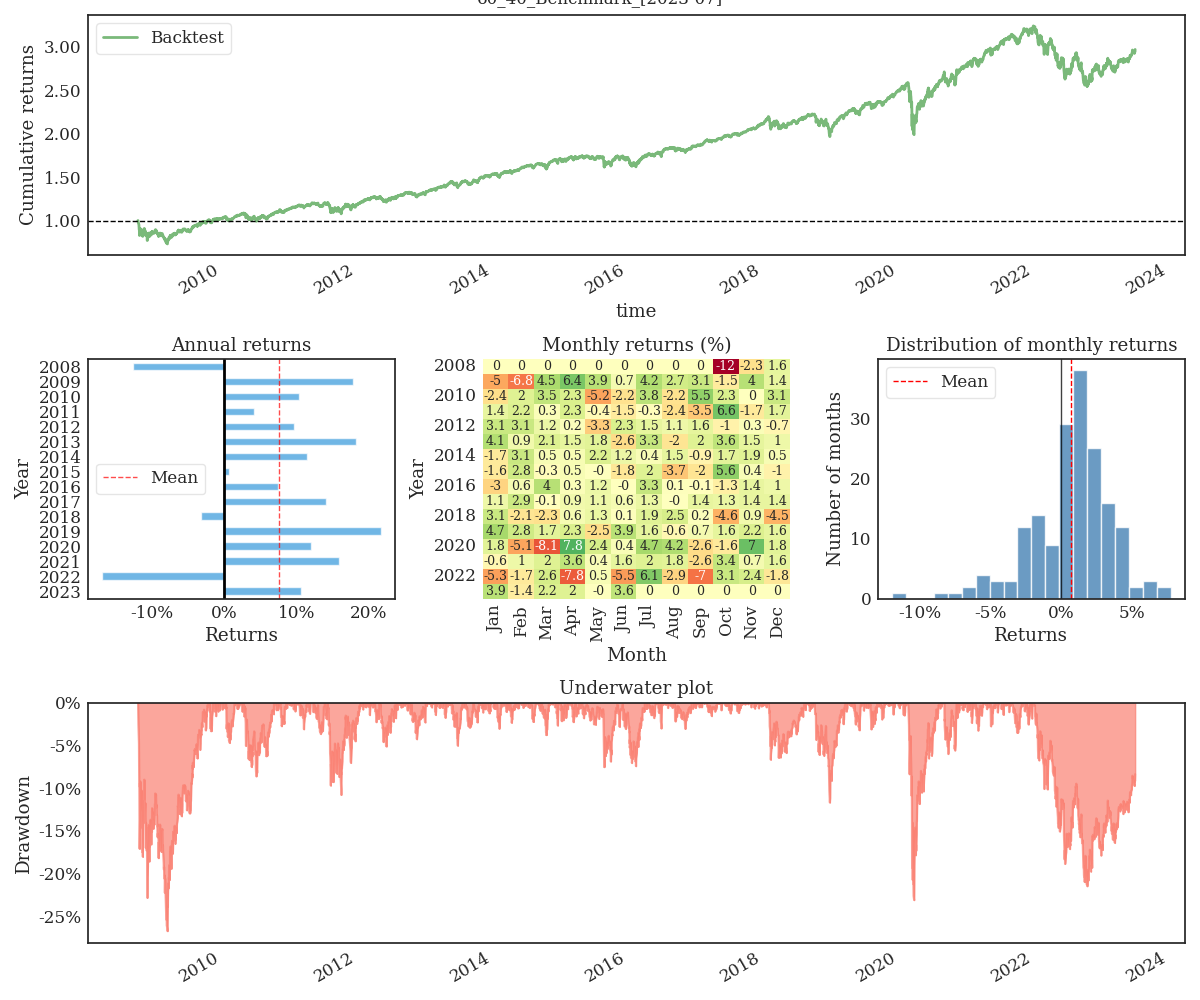 Cumulative returns
3.00
2.50
2.00
1.50
1.00
Backtest
2010 2012 2014 2016 2018 2020 2022 2024
time
Annual returns
Year
2008
2009
2010
2011
2012
2013
2014
2015
2016
2017
2018
2019
2020
2021
2022
2023
Mean
-10% 0% 10% 20%
Returns
Monthly returns (%)
Year
2008 0 0 0 0 0 0 0 0 0 -12 -2.3 1.6
-5 -6.8 4.5 6.4 3.9 0.7 4.2 2.7 3.1 -1.5 4 1.4
2010 -2.4 2 3.5 2.3 -5.2 -2.2 3.8 -2.2 5.5 2.3 0 3.1
1.4 2.2 0.3 2.3 -0.4 -1.5 -0.3 -2.4 -3.5 6.6 -1.7 1.7
2012 3.1 3.1 1.2 0.2 -3.3 2.3 1.5 1.1 1.6 -1 0.3 -0.7
4.1 0.9 2.1 1.5 1.8 -2.6 3.3 -2 2 3.6 1.5 1
2014 -1.7 3.1 0.5 0.5 2.2 1.2 0.4 1.5 -0.9 1.7 1.9 0.5
-1.6 2.8 -0.3 0.5 -0 -1.8 2 -3.7 -2 5.6 0.4 -1
2016 -3 0.6 4 0.3 1.2 -0 3.3 0.1 -0.1 -1.3 1.4 1
1.1 2.9 -0.1 0.9 1.1 0.6 1.3 -0 1.4 1.3 1.4 1.4
2018 3.1 -2.1 -2.3 0.6 1.3 0.1 1.9 2.5 0.2 -4.6 0.9 -4.5
4.7 2.8 1.7 2.3 -2.5 3.9 1.6 -0.6 0.7 1.6 2.2 1.6
2020 1.8 -5.1 -8.1 7.8 2.4 0.4 4.7 4.2 -2.6 -1.6 7 1.8
-0.6 1 2 3.6 0.4 1.6 2 1.8 -2.6 3.4 0.7 1.6
2022 -5.3 -1.7 2.6 -7.8 0.5 -5.5 6.1 -2.9 -7 3.1 2.4 -1.8
3.9 -1.4 2.2 2 -0 3.6 0 0 0 0 0 0
Jan Feb Mar Apr May Jun Jul Aug Sep Oct Nov Dec
Month
Distribution of monthly returns
Number of months
30
20
10
0
Mean
-10% -5% 0% 5%
Returns
Underwater plot
Drawdown
0%
-5%
-10%
-15%
-20%
-25%
2010 2012 2014 2016 2018 2020 2022 2024